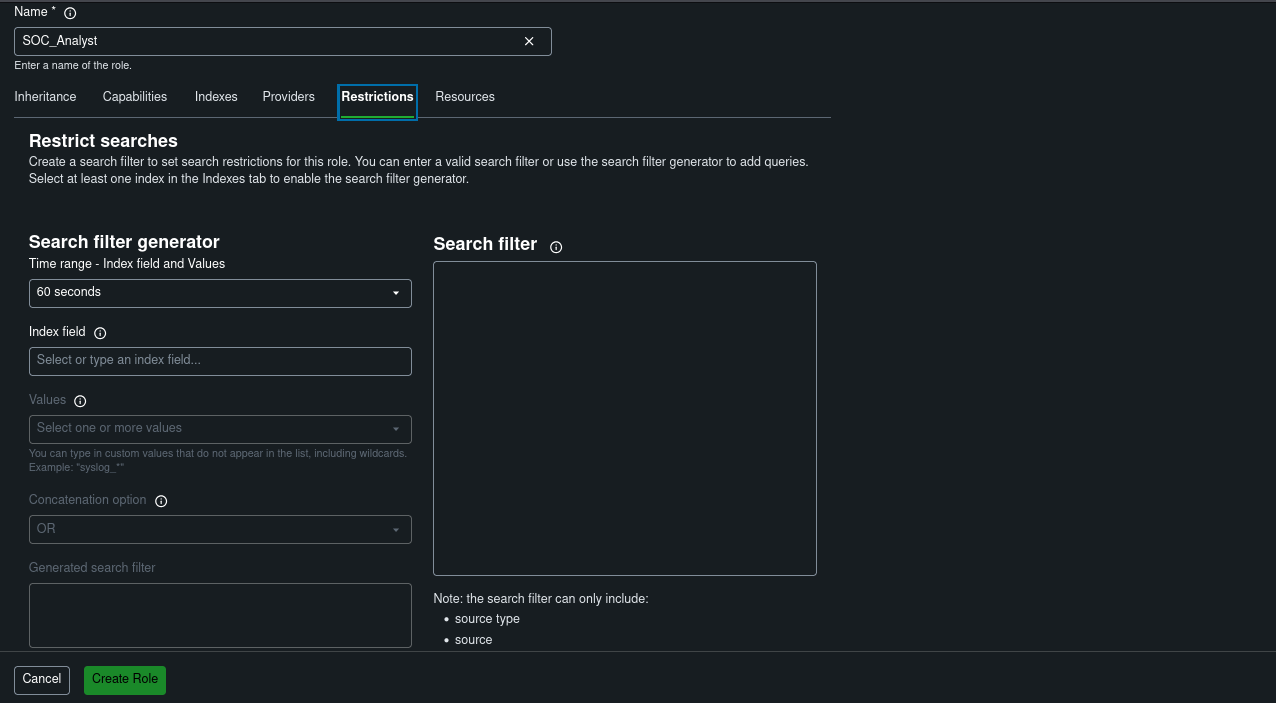 Name *
SOC_Analyst
Enter a name of the role.
Inheritance Capabilities Indexes Providers Restrictions Resources
Restrict searches
Create a search filter to set search restrictions for this role. You can enter a valid search filter or use the search filter generator to add queries.
Select at least one index in the Indexes tab to enable the search filter generator.
Search filter generator
Time range - Index field and Values
60 seconds
Index field
Select or type an index field...
Values
Select one or more values
You can type in custom values that do not appear in the list, including wildcards.
Example: "syslog_*"
Concatenation option
OR
Generated search filter
Search filter
Note: the search filter can only include:
• source type
• source
Cancel Create Role